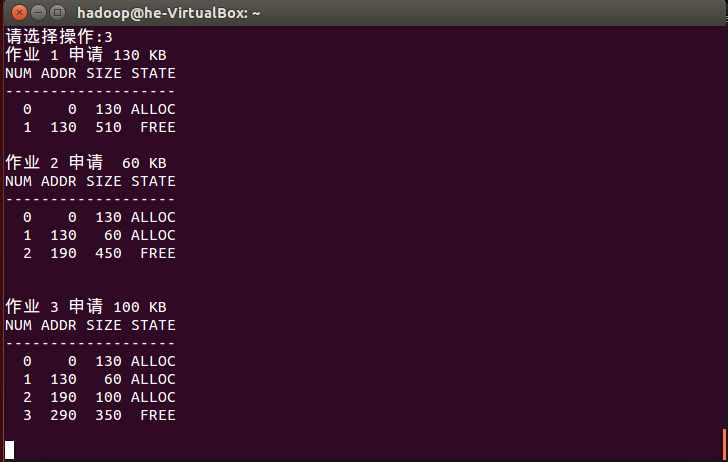 hadoop@he-VirtualBox: ~
请选择操作:3
作业 1 申请 130 KB
NUM ADDR SIZE STATE
-------------------
  0    0  130 ALLOC
  1  130  510  FREE
作业 2 申请  60 KB
NUM ADDR SIZE STATE
-------------------
  0    0  130 ALLOC
  1  130   60 ALLOC
  2  190  450  FREE
作业 3 申请 100 KB
NUM ADDR SIZE STATE
-------------------
  0    0  130 ALLOC
  1  130   60 ALLOC
  2  190  100 ALLOC
  3  290  350  FREE